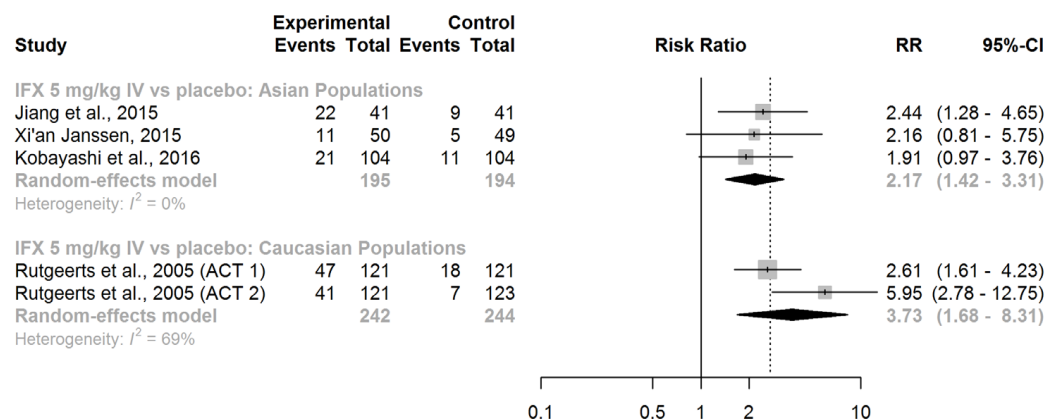 Experimental Control
Study Events Total Events Total Risk Ratio RR 95%-CI
IFX 5 mg/kg IV vs placebo: Asian Populations
Jiang et al., 2015 22 41 9 41 2.44 (1.28 - 4.65)
Xi'an Janssen, 2015 11 50 5 49 2.16 (0.81 - 5.75)
Kobayashi et al., 2016 21 104 11 104 1.91 (0.97 - 3.76)
Random-effects model 195 194 2.17 (1.42 - 3.31)
Heterogeneity: I² = 0%
IFX 5 mg/kg IV vs placebo: Caucasian Populations
Rutgeerts et al., 2005 (ACT 1) 47 121 18 121 2.61 (1.61 - 4.23)
Rutgeerts et al., 2005 (ACT 2) 41 121 7 123 5.95 (2.78 - 12.75)
Random-effects model 242 244 3.73 (1.68 - 8.31)
Heterogeneity: I² = 69%
0.1 0.5 1 2 10